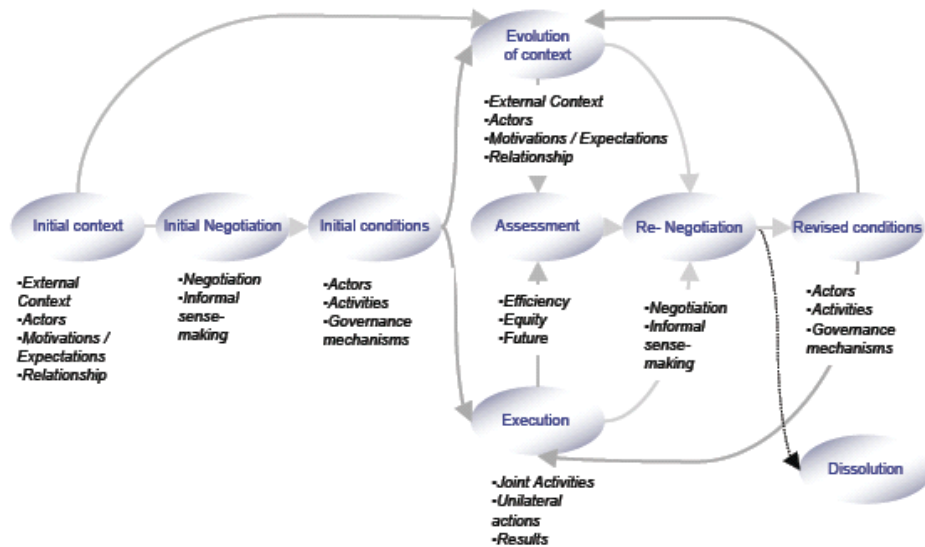 Evolution
of context
-External Context
-Actors
-Motivations / Expectations
-Relationship
Initial context
Initial Negotiation
Initial conditions
Assessment
Re- Negotiation
Revised conditions
-External
Context
-Actors
-Motivations /
Expectations
-Relationship
-Negotiation
-Informal
sense-
making
-Actors
-Activities
-Governance
mechanisms
-Efficiency
-Equity
-Future
-Negotiation
-Informal
sense-
making
-Actors
-Activities
-Governance
mechanisms
Execution
-Joint Activities
-Unilateral
actions
-Results
Dissolution